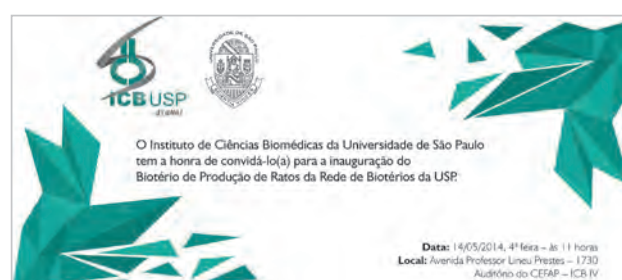 ICBUSP
O Instituto de Ciências Biomédicas da Universidade de São Paulo
tem a honra de convidá-lo(a) para a inauguração do
Biotério de Produção de Ratos da Rede de Biotérios da USP.
Data: 14/05/2014, 4ª feira – às 11 horas
Local: Avenida Professor Lineu Prestes – 1730
Auditório do CEFAP – ICB IV